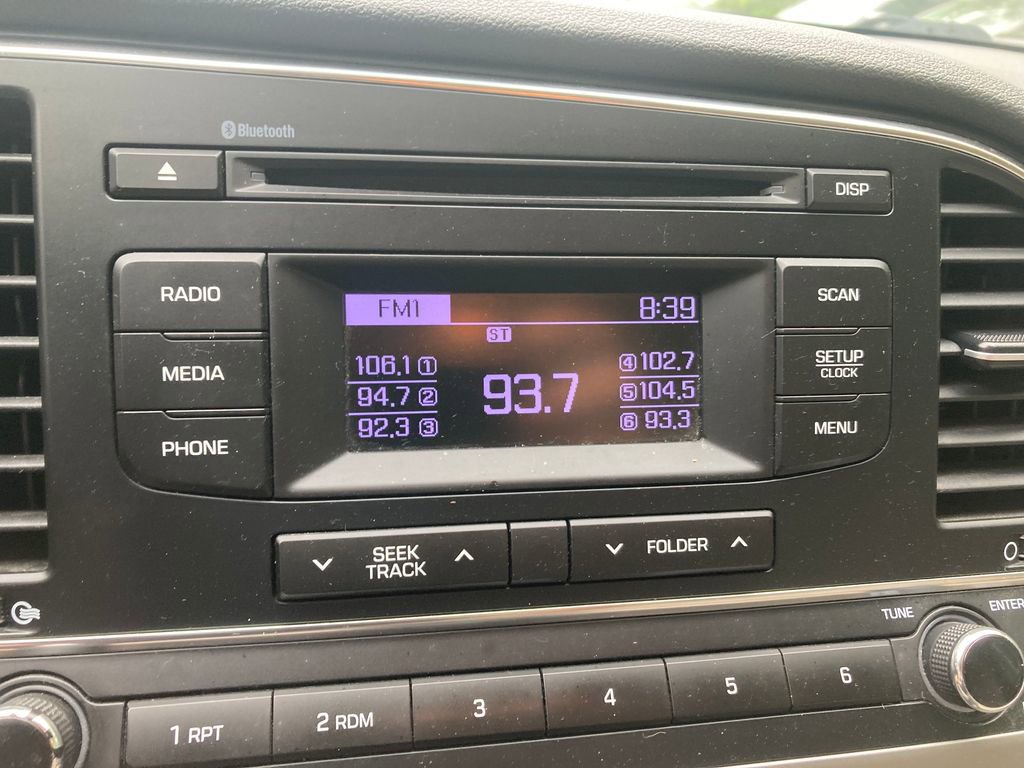 Bluetooth
DISP
RADIO
MEDIA
PHONE
FM1
8:39
ST
106.1 1
94.7 2
92.3 3
93.7
4 102.7
5 104.5
6 93.3
SCAN
SETUP
CLOCK
MENU
SEEK
TRACK
FOLDER
TUNE
ENTER
1 RPT
2 RDM
3
4
5
6